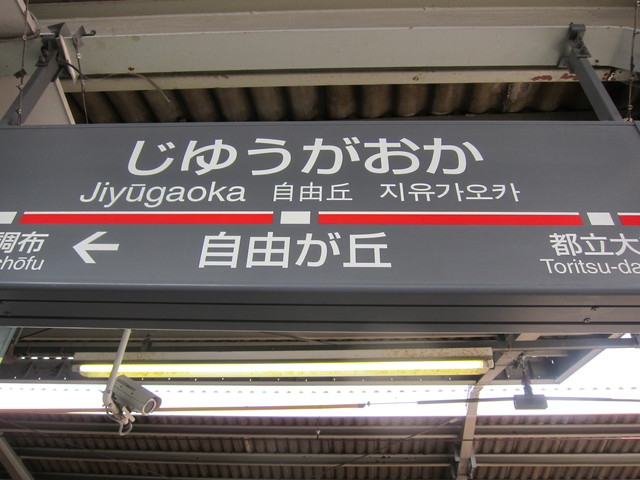 じゆうがおか
Jiyūgaoka 自由丘 지유가오카
調布 ← 自由が丘 都立大
chōfu Toritsu-da